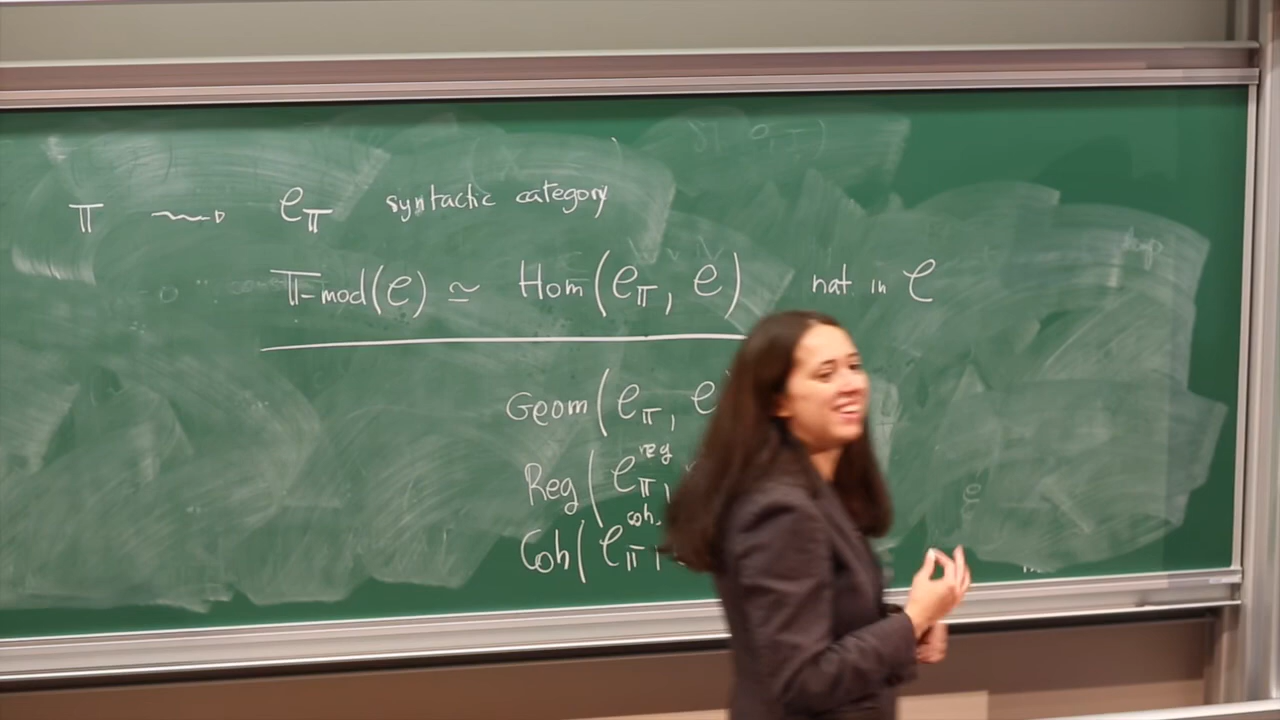 𝕋 ⤳ 𝒞_𝕋 syntactic category
𝕋-mod(𝒞) ≃ Hom(𝒞_𝕋, 𝒞) nat in 𝒞
Geom(𝒞_𝕋, 𝒞
Reg(𝒞_𝕋^reg,
Coh(𝒞_𝕋^coh,